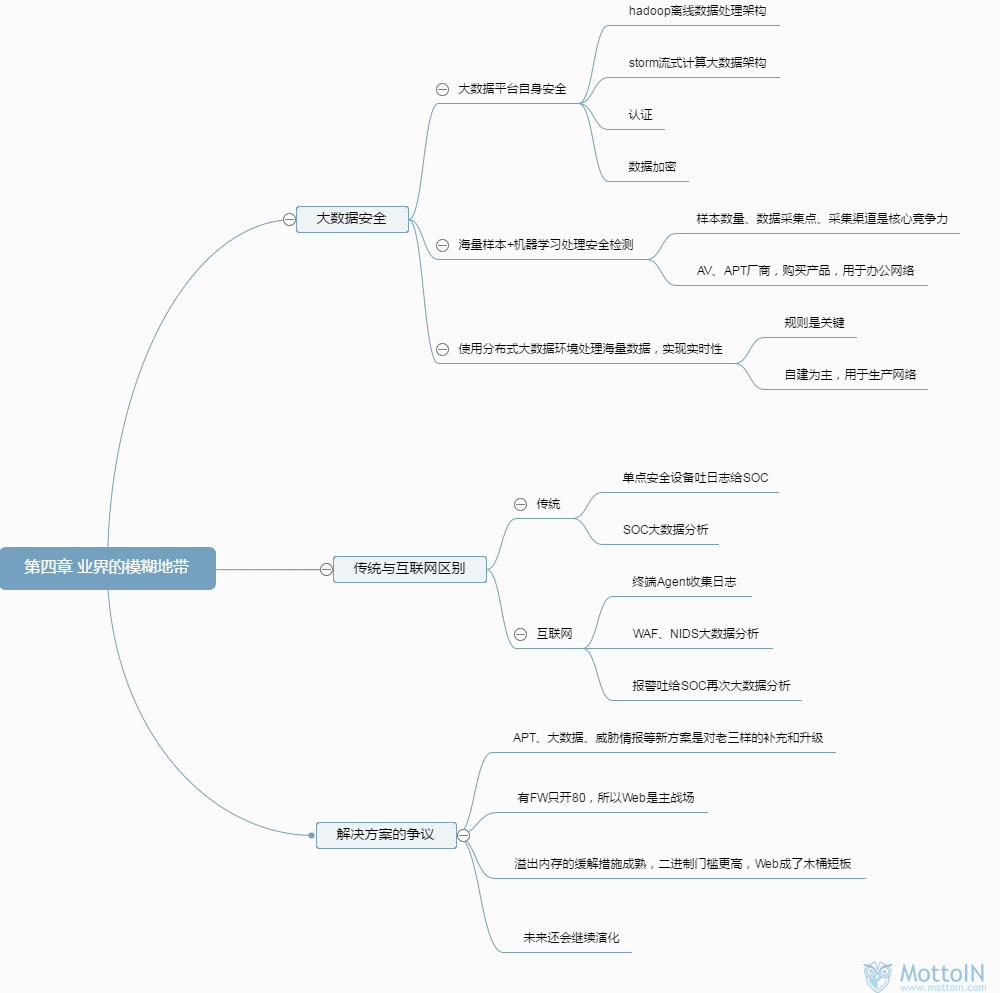 hadoop离线数据处理架构
storm流式计算大数据架构
大数据平台自身安全
认证
数据加密
大数据安全
样本数量、数据采集点、采集渠道是核心竞争力
海量样本+机器学习处理安全检测
AV、APT厂商，购买产品，用于办公网络
规则是关键
使用分布式大数据环境处理海量数据，实现实时性
自建为主，用于生产网络
单点安全设备吐日志给SOC
传统
SOC大数据分析
第四章 业界的模糊地带
传统与互联网区别
终端Agent收集日志
互联网
WAF、NIDS大数据分析
报警吐给SOC再次大数据分析
APT、大数据、威胁情报等新方案是对老三样的补充和升级
有FW只开80，所以Web是主战场
解决方案的争议
溢出内存的缓解措施成熟，二进制门槛更高，Web成了木桶短板
未来还会继续演化
MottoIN
www.mottoin.com